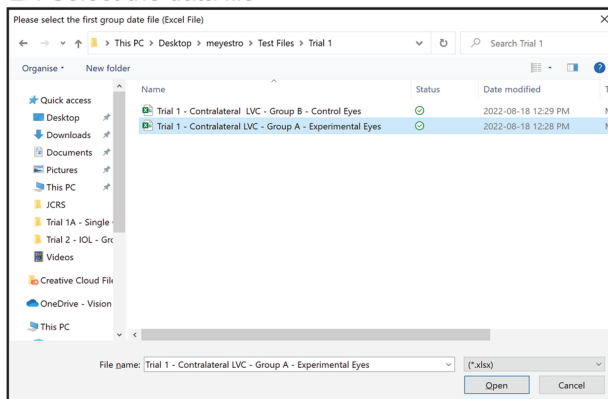 Please select the first group date file (Excel File)
This PC > Desktop > meyestro > Test Files > Trial 1
Search Trial 1
Organise
New folder
Name
Status
Date modified
Quick access
Desktop
Downloads
Documents
Pictures
This PC
JCRS
Trial 1A - Single
Trial 2 - IOL - Gro
Videos
Creative Cloud File
OneDrive - Vision
This PC
Trial 1 - Contralateral LVC - Group B - Control Eyes
2022-08-18 12:29 PM
Trial 1 - Contralateral LVC - Group A - Experimental Eyes
2022-08-18 12:28 PM
File name: Trial 1 - Contralateral LVC - Group A - Experimental Eyes
(*.xlsx)
Open
Cancel